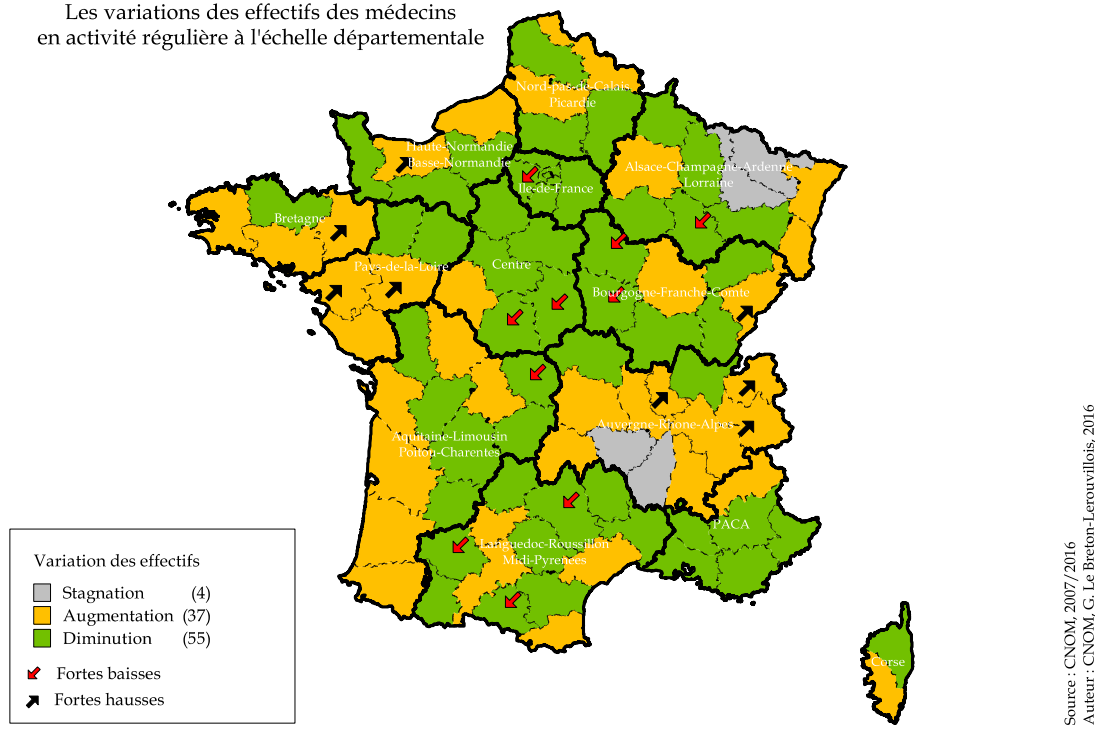 Les variations des effectifs des médecins
en activité régulière à l'échelle départementale
Nord-pas-de-Calais
Picardie
Haute-Normandie
Basse-Normandie
Alsace-Champagne-Ardenne
Lorraine
Ile-de-France
Bretagne
Pays-de-la-Loire
Centre
Bourgogne-Franche-Comte
Auvergne-Rhone-Alpes
Aquitaine-Limousin
Poitou-Charentes
PACA
Languedoc-Roussillon
Midi-Pyrenees
Corse
Variation des effectifs
Stagnation (4)
Augmentation (37)
Diminution (55)
Fortes baisses
Fortes hausses
Source : CNOM, 2007/2016
Auteur : CNOM, G. Le Breton-Lerouvillois, 2016